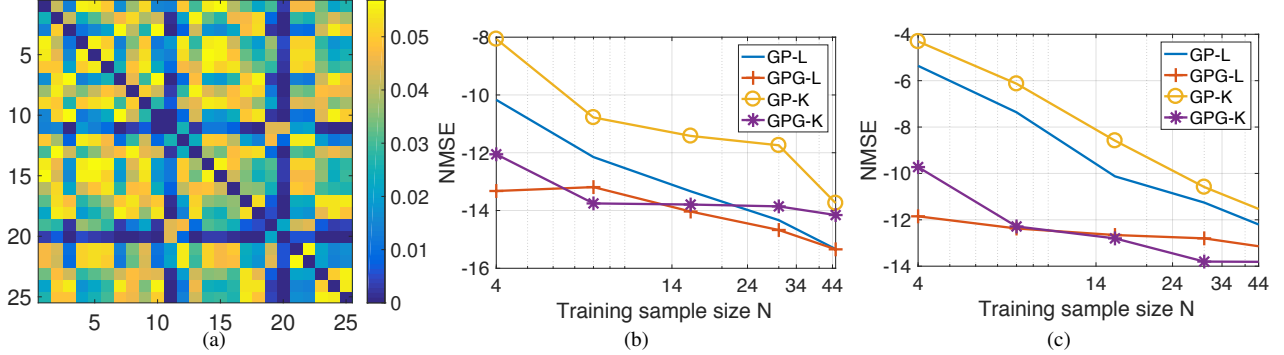 5
10
15
20
25
5
10
15
20
25
0.05
0.04
0.03
0.02
0.01
0
(a)
-8
-10
-12
-14
-16
NMSE
4
14
24
34
44
Training sample size N
GP-L
GPG-L
GP-K
GPG-K
(b)
-4
-6
-8
-10
-12
-14
NMSE
4
14
24
34
44
Training sample size N
GP-L
GPG-L
GP-K
GPG-K
(c)